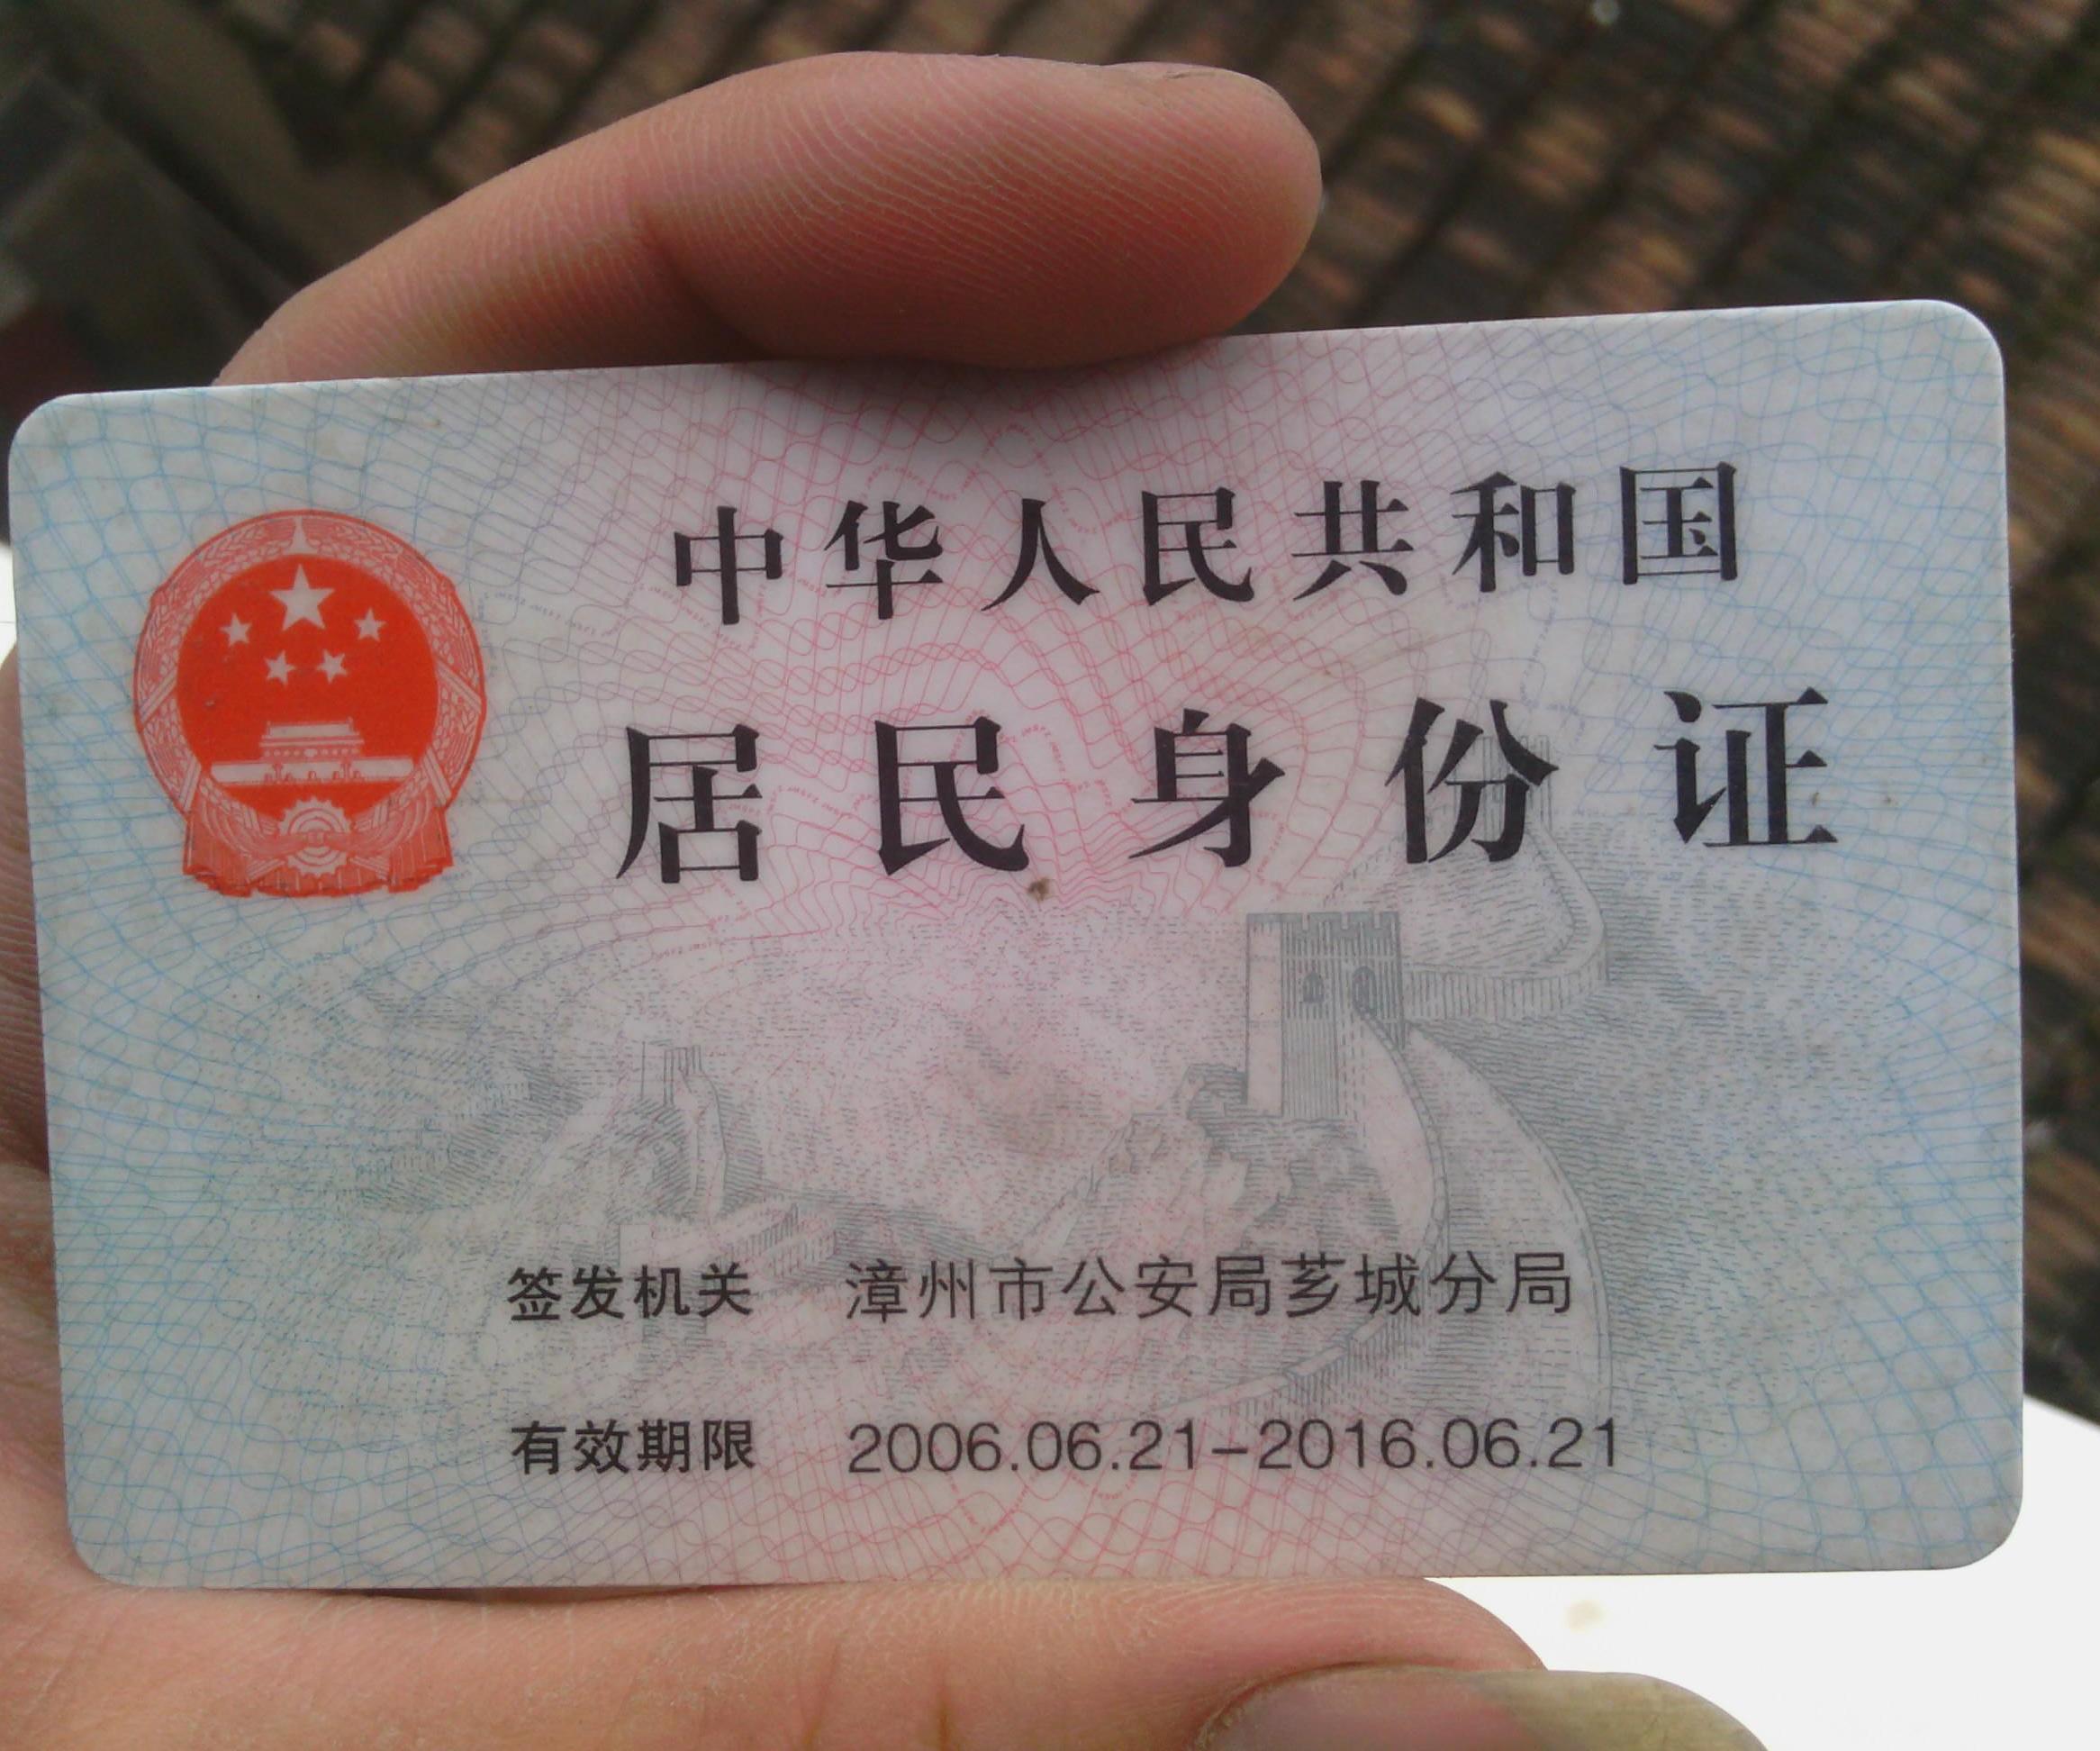 中华人民共和国
居民身份证
签发机关 漳州市公安局芗城分局
有效期限 2006.06.21-2016.06.21